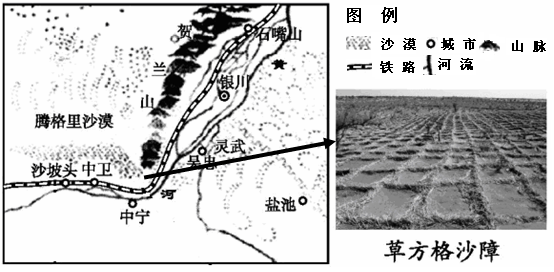 贺
兰
山
石嘴山
黄
银川
腾格里沙漠
灵武
吴忠
沙坡头
中卫
河
中宁
盐池
图 例
沙漠 城市 山脉
铁路 河流
草方格沙障